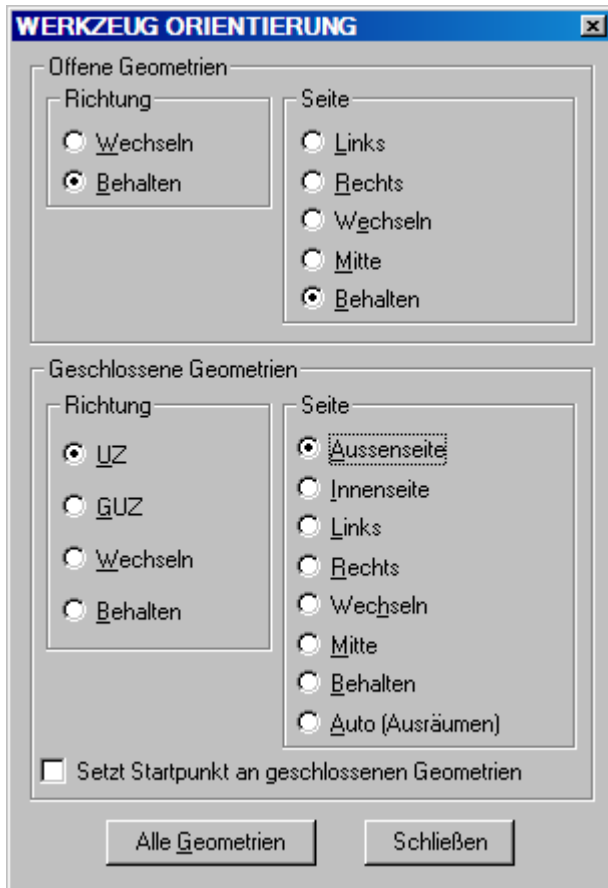 WERKZEUG ORIENTIERUNG
Offene Geometrien
Richtung
Wechseln
Behalten
Seite
Links
Rechts
Wechseln
Mitte
Behalten
Geschlossene Geometrien
Richtung
UZ
GUZ
Wechseln
Behalten
Seite
Aussenseite
Innenseite
Links
Rechts
Wechseln
Mitte
Behalten
Auto (Ausräumen)
Setzt Startpunkt an geschlossenen Geometrien
Alle Geometrien
Schließen